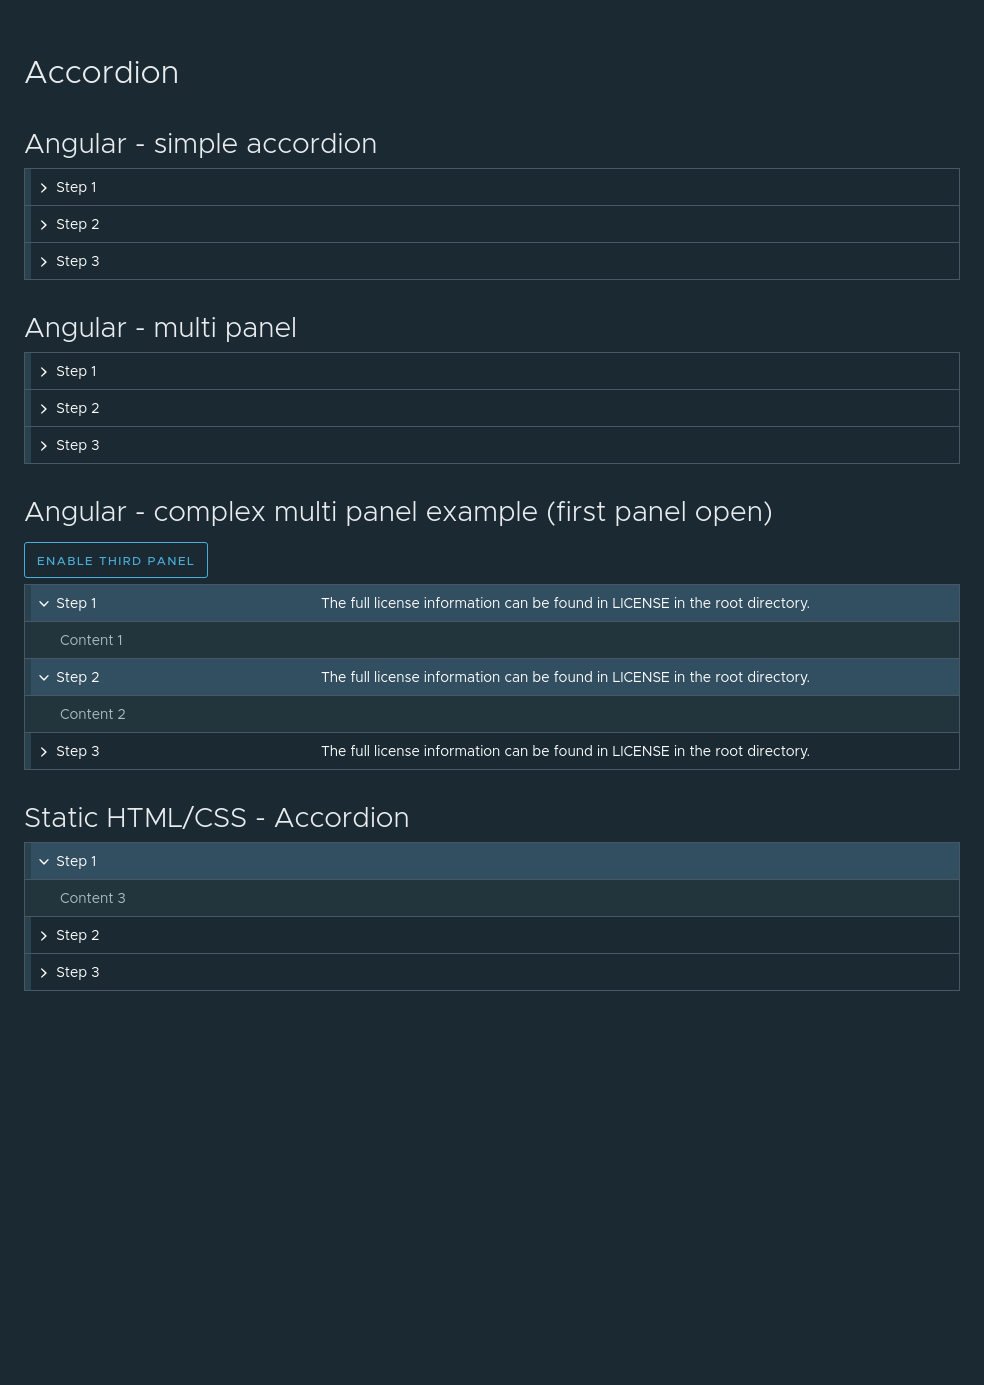 Accordion
Angular - simple accordion
Step 1
Step 2
Step 3
Angular - multi panel
Step 1
Step 2
Step 3
Angular - complex multi panel example (first panel open)
ENABLE THIRD PANEL
Step 1 The full license information can be found in LICENSE in the root directory.
Content 1
Step 2 The full license information can be found in LICENSE in the root directory.
Content 2
Step 3 The full license information can be found in LICENSE in the root directory.
Static HTML/CSS - Accordion
Step 1
Content 3
Step 2
Step 3